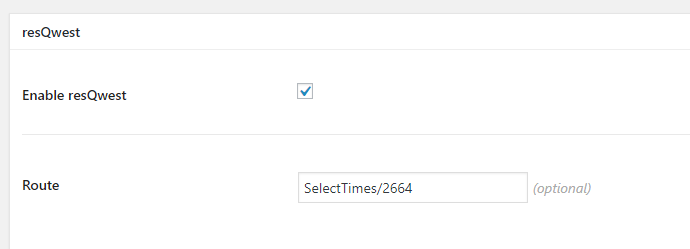 resQwest
Enable resQwest
Route SelectTimes/2664 (optional)